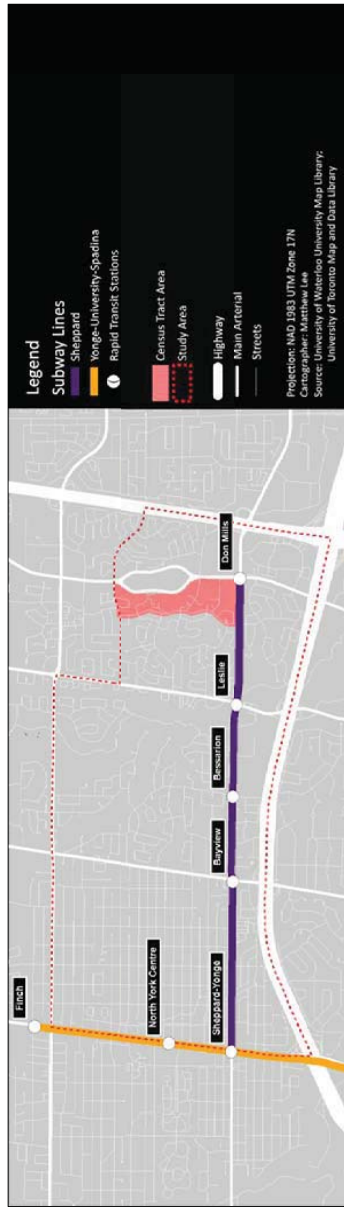 Finch
North York Centre
Sheppard-Yonge
Bayview
Bessarion
Leslie
Don Mills
Legend
Subway Lines
Sheppard
Yonge-University-Spadina
Rapid Transit Stations
Census Tract Area
Study Area
Highway
Main Arterial
Streets
Projection: NAD 1983 UTM Zone 17N
Cartographer: Matthew Lee
Source: University of Waterloo University Map Library;
University of Toronto Map and Data Library